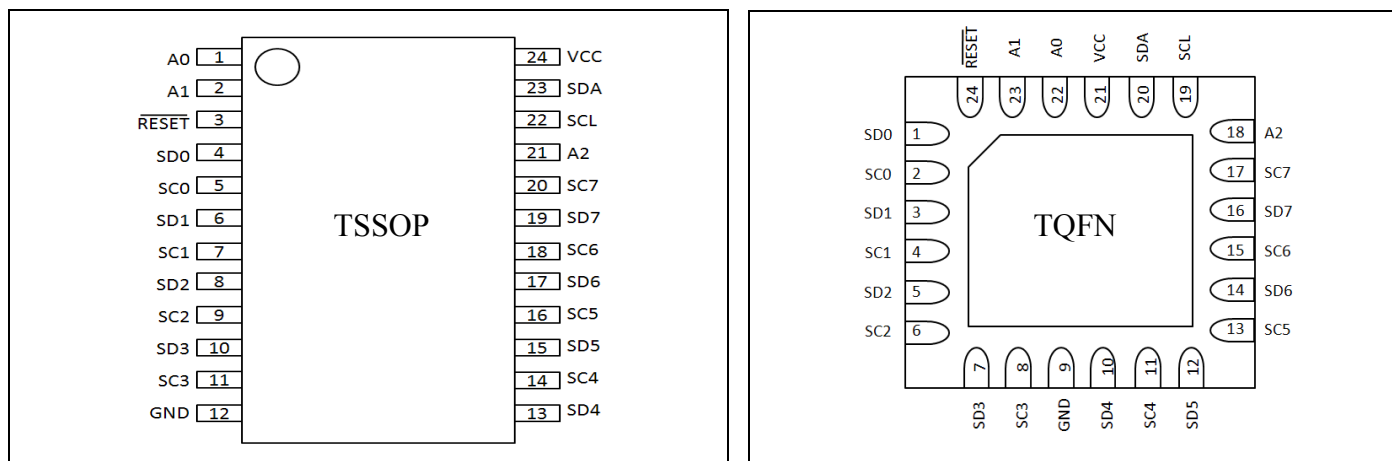 A0 1 24 VCC
A1 2 23 SDA
RESET 3 22 SCL
SD0 4 21 A2
SC0 5 20 SC7
SD1 6 19 SD7
SC1 7 18 SC6
SD2 8 17 SD6
SC2 9 16 SC5
SD3 10 15 SD5
SC3 11 14 SC4
GND 12 13 SD4
TSSOP
RESET A1 A0 VCC SDA SCL
24 23 22 21 20 19
SD0 1 18 A2
SC0 2 17 SC7
SD1 3 16 SD7
SC1 4 15 SC6
SD2 5 14 SD6
SC2 6 13 SC5
TQFN
7 8 9 10 11 12
SD3 SC3 GND SD4 SC4 SD5